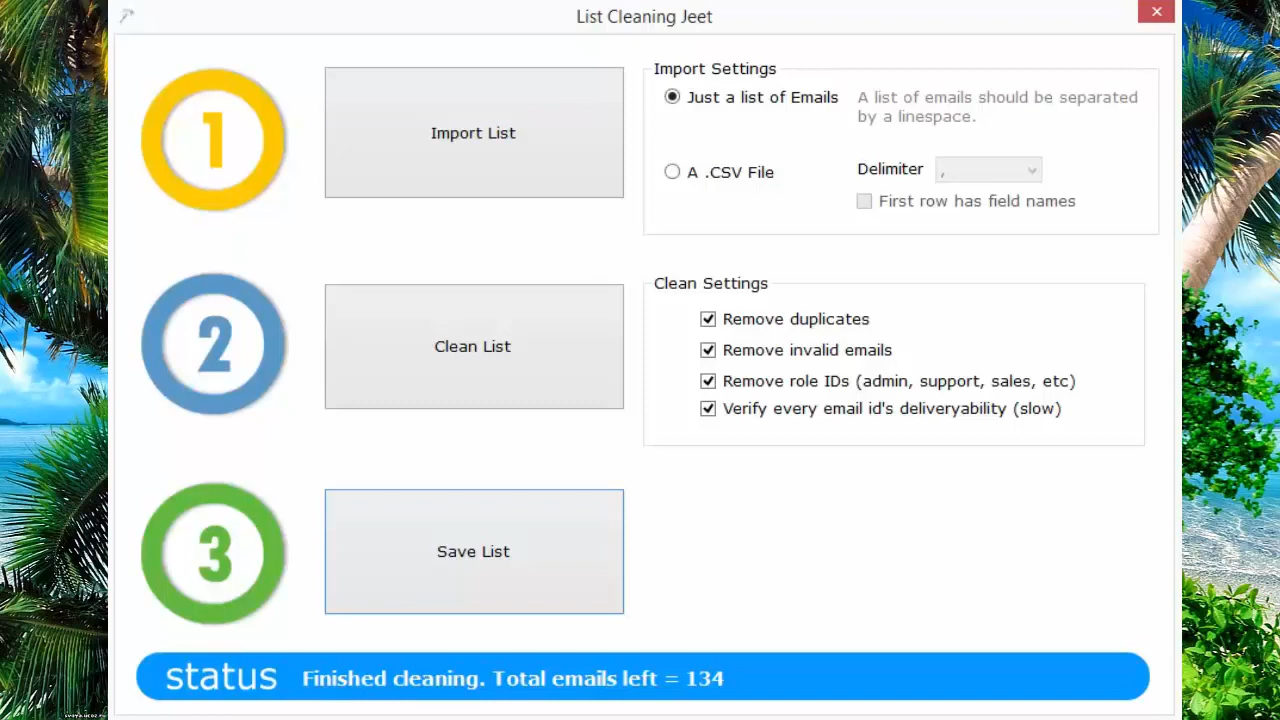 List Cleaning Jeet
1
Import List
Import Settings
Just a list of Emails
A list of emails should be separated
by a linespace.
A .CSV File
Delimiter ,
First row has field names
2
Clean List
Clean Settings
Remove duplicates
Remove invalid emails
Remove role IDs (admin, support, sales, etc)
Verify every email id's deliveryability (slow)
3
Save List
status Finished cleaning. Total emails left = 134